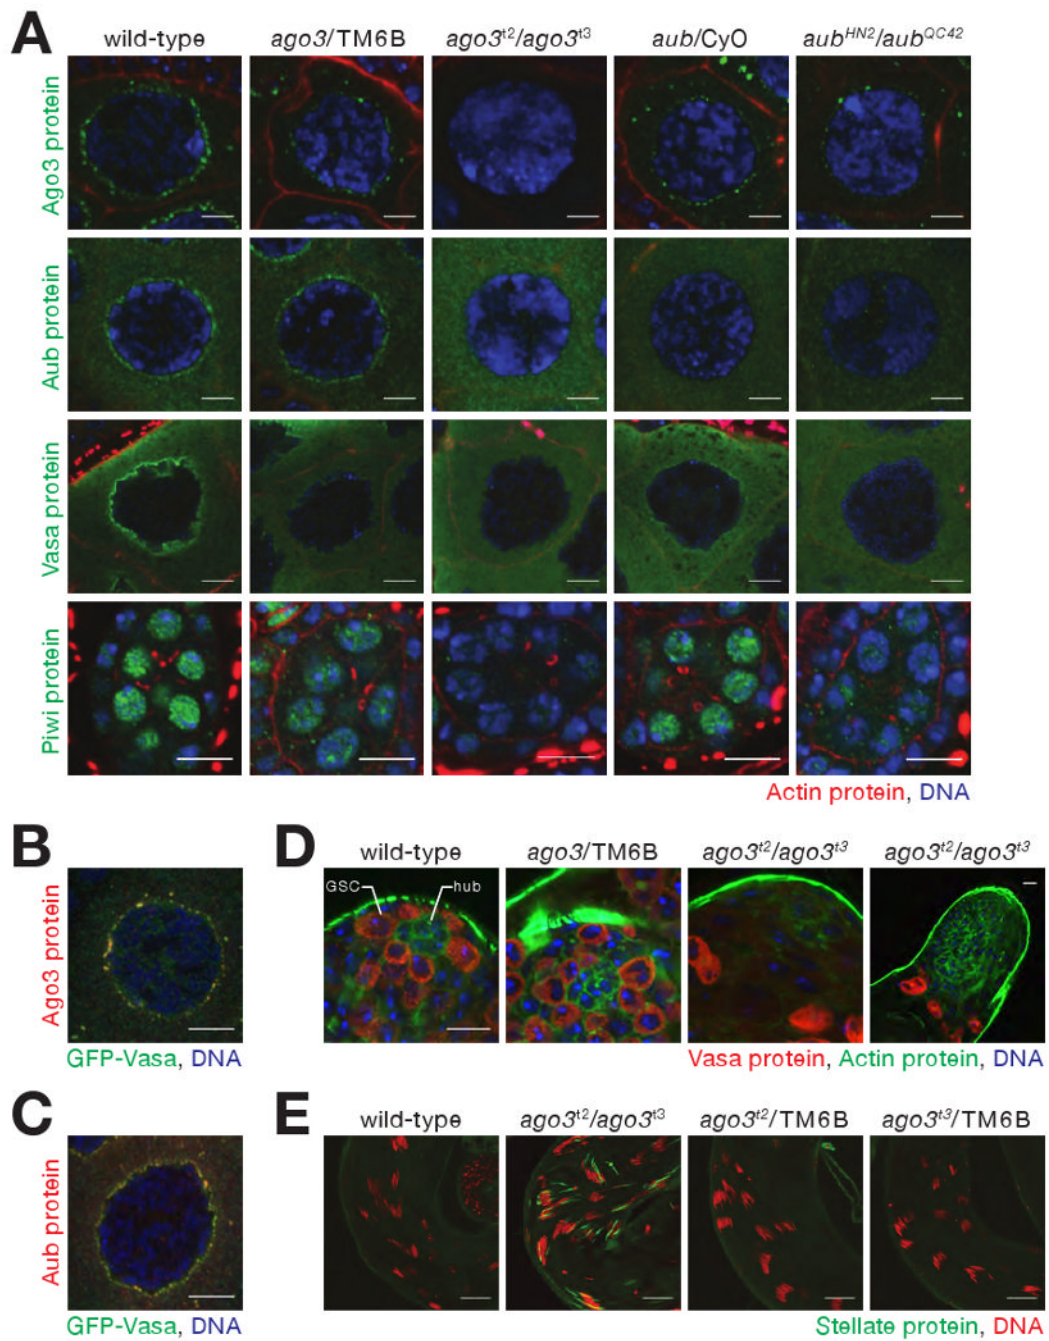 A
wild-type
ago3/TM6B
ago3ᵗ²/ago3ᵗ³
aub/CyO
aubᴴᴺ²/aubQC42
Ago3 protein
Aub protein
Vasa protein
Piwi protein
Actin protein, DNA
B
Ago3 protein
GFP-Vasa, DNA
C
Aub protein
GFP-Vasa, DNA
D
wild-type
ago3/TM6B
ago3ᵗ²/ago3ᵗ³
ago3ᵗ²/ago3ᵗ³
GSC
hub
Vasa protein, Actin protein, DNA
E
wild-type
ago3ᵗ²/ago3ᵗ³
ago3ᵗ²/TM6B
ago3ᵗ³/TM6B
Stellate protein, DNA